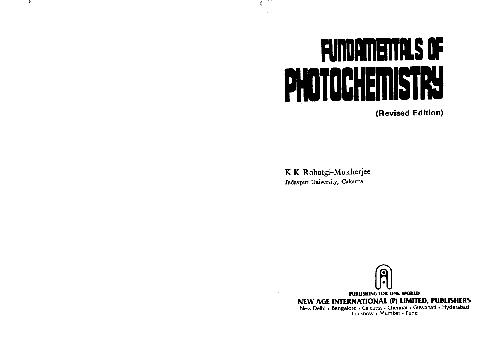 FUNDAMENTALS OF
PHOTOCHEMISTRY
(Revised Edition)
K K Rohatgi-Mukherjee
Jadavpur University, Calcutta
PUBLISHING FOR ONE WORLD
NEW AGE INTERNATIONAL (P) LIMITED, PUBLISHERS
New Delhi • Bangalore • Calcutta • Chennai • Guwahati • Hyderabad
Lucknow • Mumbai • Pune